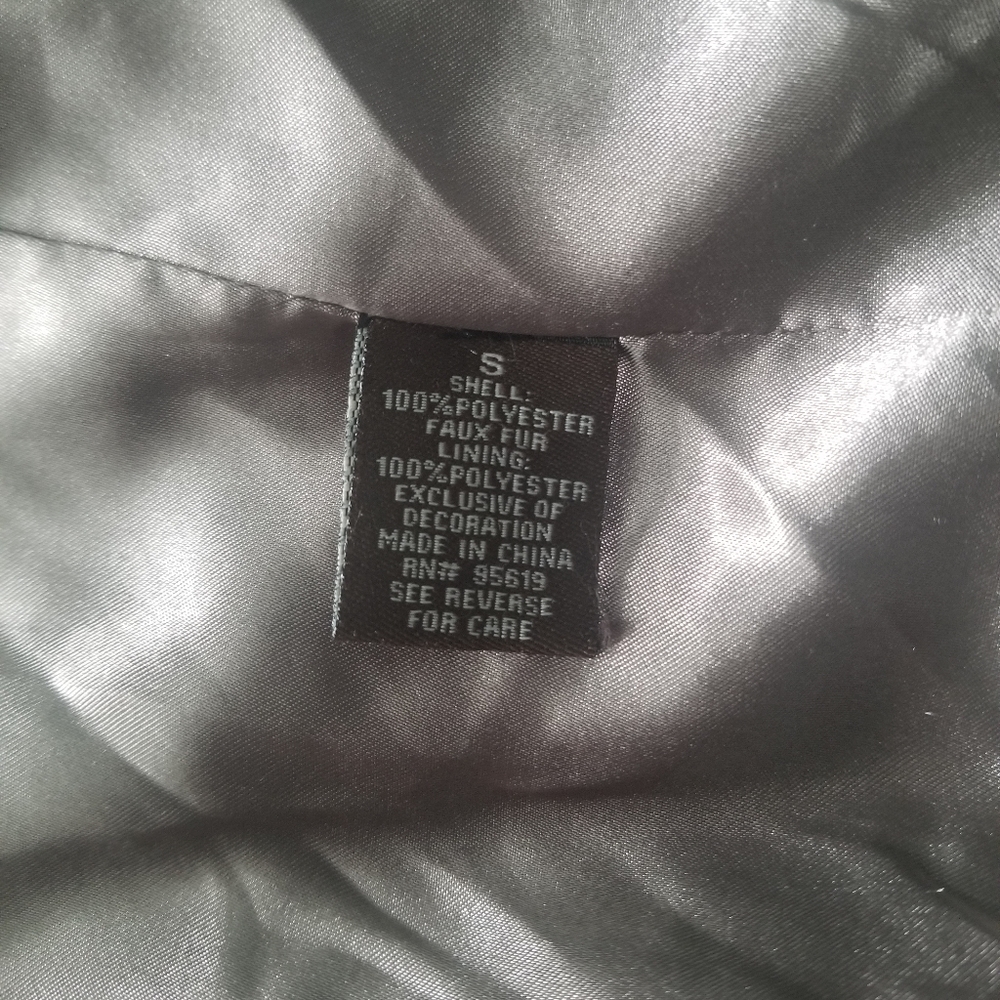 S
SHELL:
100%POLYESTER
FAUX FUR
LINING:
100%POLYESTER
EXCLUSIVE OF
DECORATION
MADE IN CHINA
RN# 95619
SEE REVERSE
FOR CARE